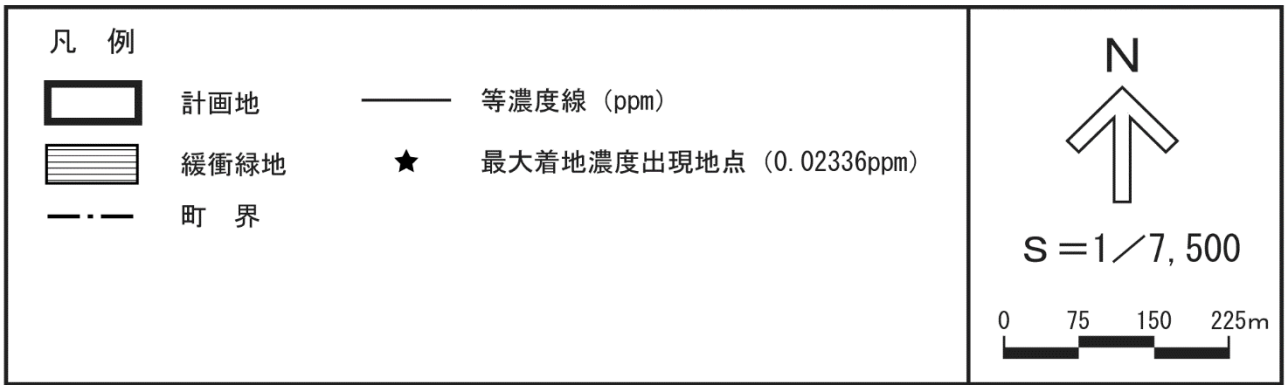 凡　例
計画地
等濃度線（ppm）
緩衝緑地
最大着地濃度出現地点（0.02336ppm）
町　界
N
S＝1／7,500
0 75 150 225m